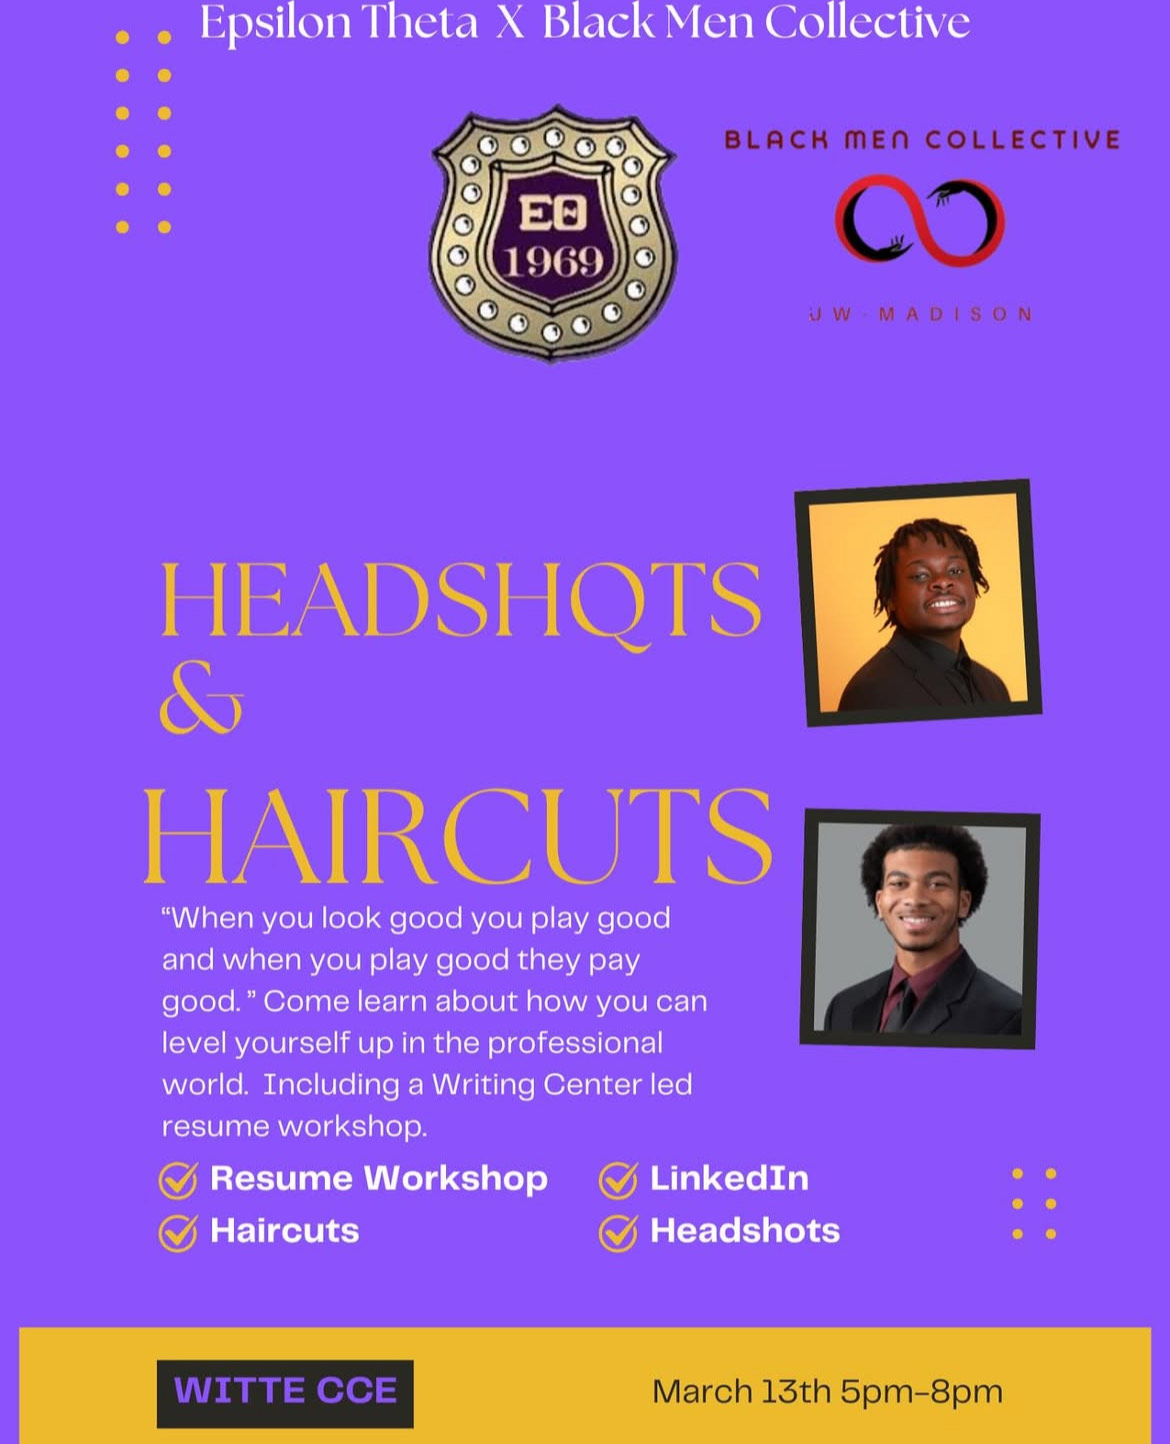 Epsilon Theta X Black Men Collective
BLACK MEN COLLECTIVE
EΘ
1969
UW-MADISON
HEADSHQTS
&
HAIRCUTS
“When you look good you play good
and when you play good they pay
good.” Come learn about how you can
level yourself up in the professional
world. Including a Writing Center led
resume workshop.
Resume Workshop
LinkedIn
Haircuts
Headshots
WITTE CCE
March 13th 5pm-8pm